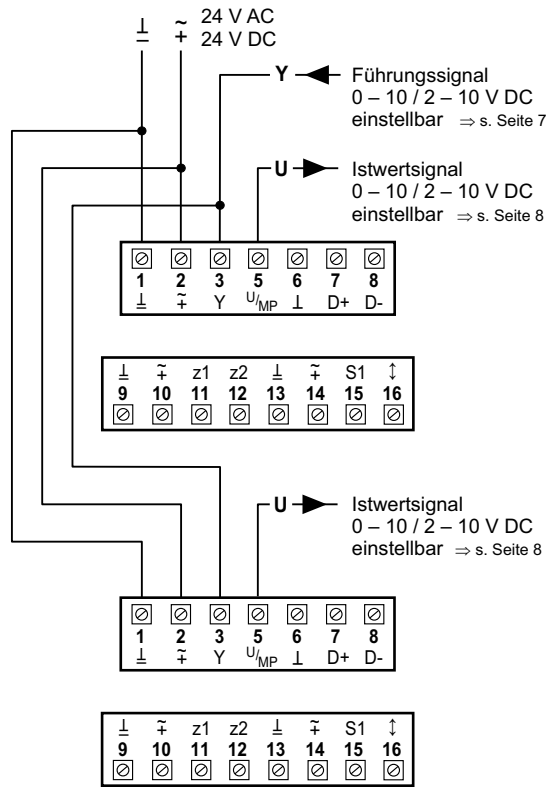 ⊥ ~+ 24 V AC
24 V DC
Y Führungssignal
0 – 10 / 2 – 10 V DC
einstellbar ⇒ s. Seite 7
U Istwertsignal
0 – 10 / 2 – 10 V DC
einstellbar ⇒ s. Seite 8
1 2 3 5 6 7 8
⊥ ~+ Y U/MP ⊥ D+ D-
⊥ ~+ z1 z2 ⊥ ~+ S1 ↕
9 10 11 12 13 14 15 16
U Istwertsignal
0 – 10 / 2 – 10 V DC
einstellbar ⇒ s. Seite 8
1 2 3 5 6 7 8
⊥ ~+ Y U/MP ⊥ D+ D-
⊥ ~+ z1 z2 ⊥ ~+ S1 ↕
9 10 11 12 13 14 15 16